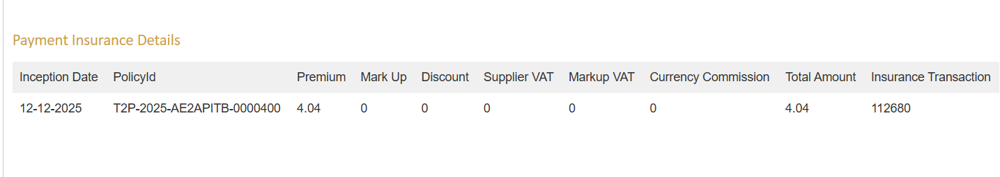 Payment Insurance Details
Inception Date PolicyId Premium Mark Up Discount Supplier VAT Markup VAT Currency Commission Total Amount Insurance Transaction
12-12-2025 T2P-2025-AE2APITB-0000400 4.04 0 0 0 0 0 4.04 112680